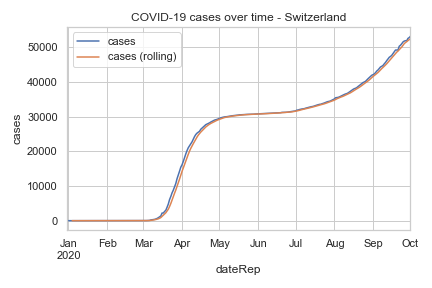 COVID-19 cases over time - Switzerland
cases
cases (rolling)
50000
40000
30000
20000
10000
0
cases
Jan Feb Mar Apr May Jun Jul Aug Sep Oct
2020
dateRep